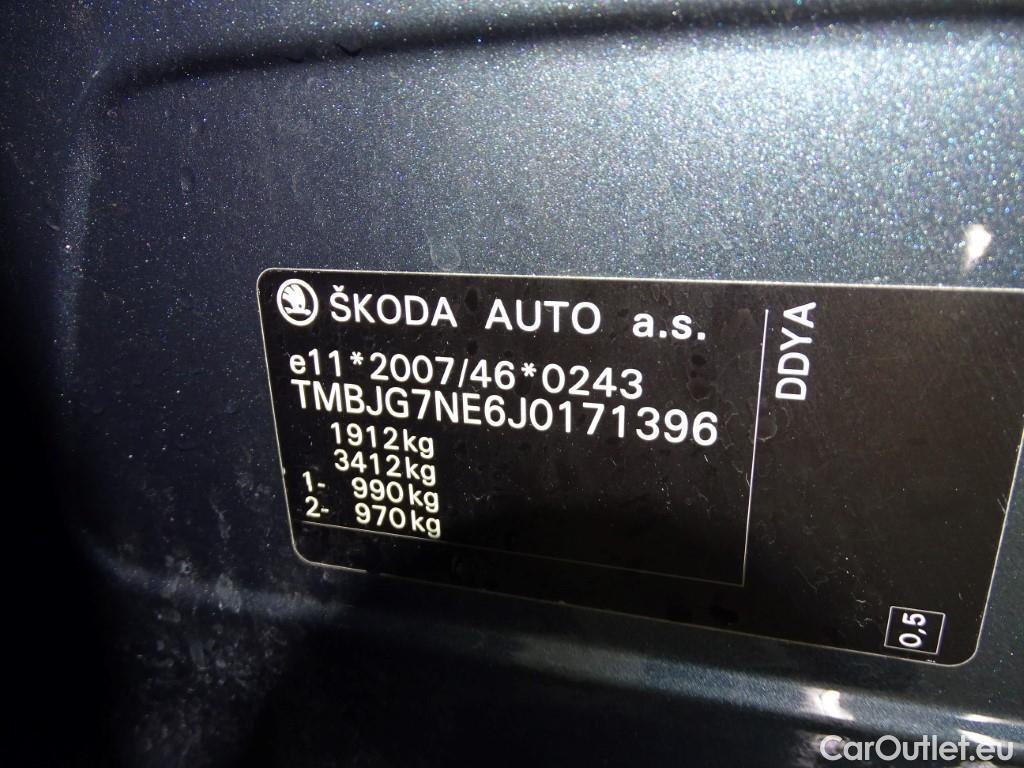 ŠKODA AUTO a.s.
e11*2007/46*0243
TMBJG7NE6J0171396
1912kg
3412kg
1- 990kg
2- 970kg
DDYA
0,5
CarOutlet.eu